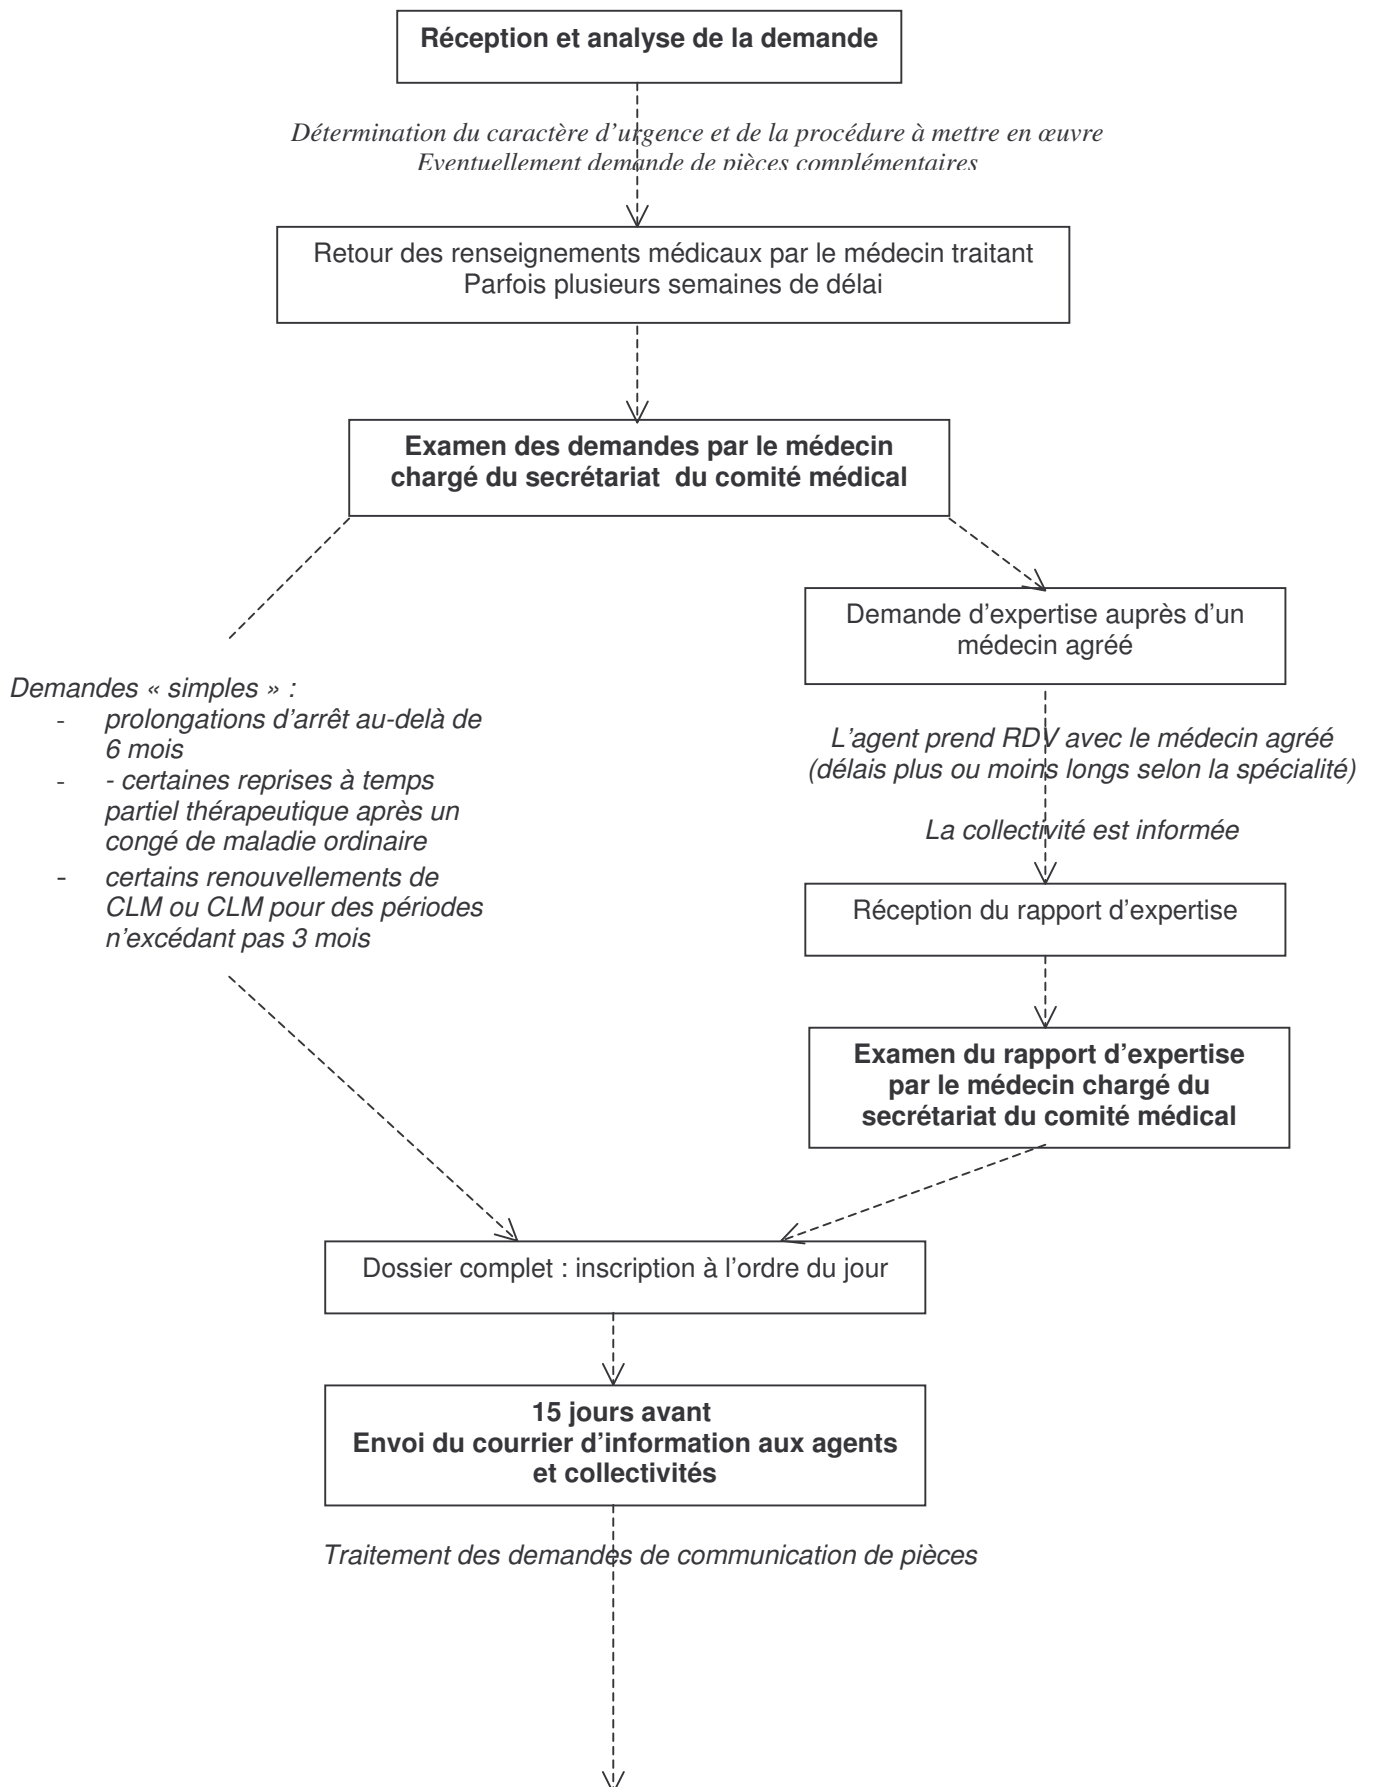 Réception et analyse de la demande
Détermination du caractère d'urgence et de la procédure à mettre en œuvre
Eventuellement demande de pièces complémentaires
Retour des renseignements médicaux par le médecin traitant
Parfois plusieurs semaines de délai
Examen des demandes par le médecin
chargé du secrétariat du comité médical
Demande d'expertise auprès d'un
médecin agréé
Demandes « simples » :
- prolongations d'arrêt au-delà de
6 mois
- - certaines reprises à temps
partiel thérapeutique après un
congé de maladie ordinaire
- certains renouvellements de
CLM ou CLM pour des périodes
n'excédant pas 3 mois
L'agent prend RDV avec le médecin agréé
(délais plus ou moins longs selon la spécialité)
La collectivité est informée
Réception du rapport d'expertise
Examen du rapport d'expertise
par le médecin chargé du
secrétariat du comité médical
Dossier complet : inscription à l'ordre du jour
15 jours avant
Envoi du courrier d'information aux agents
et collectivités
Traitement des demandes de communication de pièces